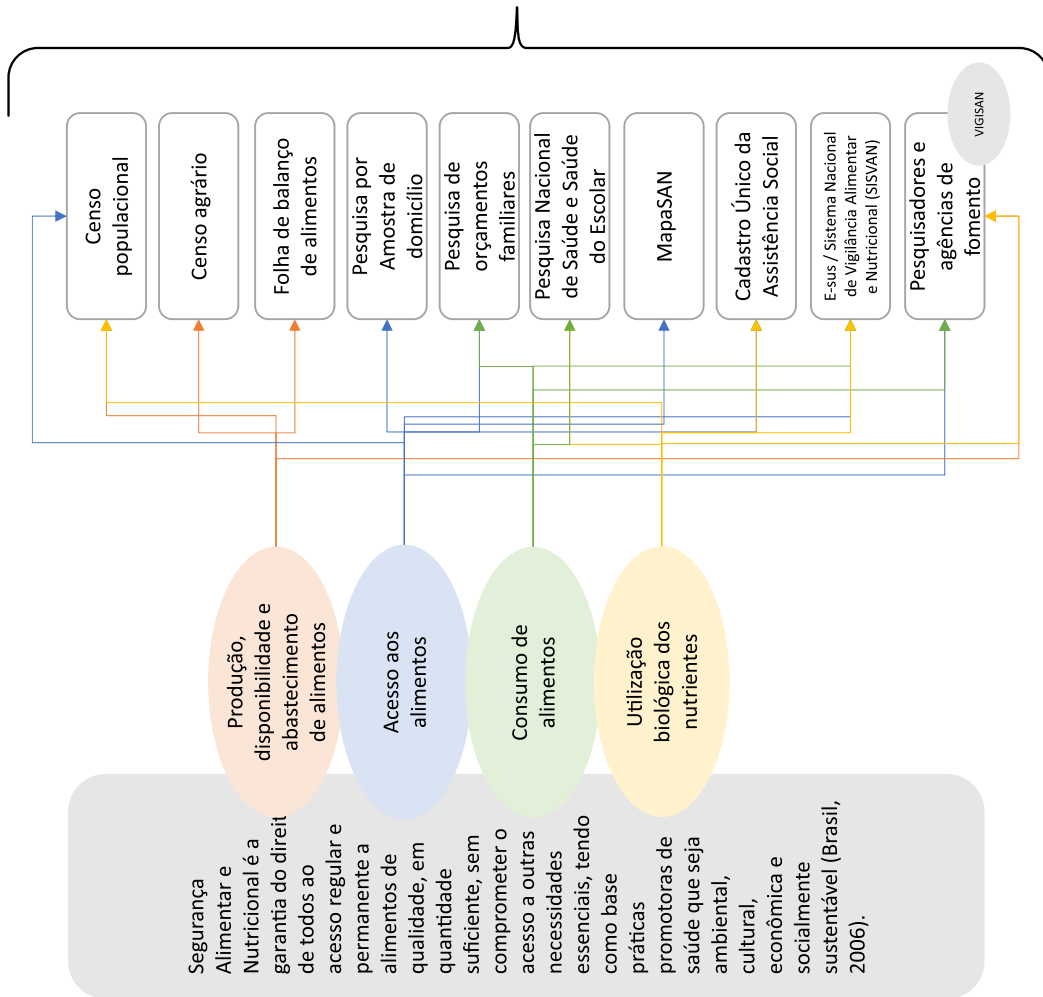 Segurança
Alimentar e
Nutricional é a
garantia do direit
de todos ao
acesso regular e
permanente a
alimentos de
qualidade, em
quantidade
suficiente, sem
comprometer o
acesso a outras
necessidades
essenciais, tendo
como base
práticas
promotoras de
saúde que seja
ambiental,
cultural,
econômica e
socialmente
sustentável (Brasil,
2006).
Produção,
disponibilidade e
abastecimento
de alimentos
Acesso aos
alimentos
Consumo de
alimentos
Utilização
biológica dos
nutrientes
Censo
populacional
Censo agrário
Folha de balanço
de alimentos
Pesquisa por
Amostra de
domicílio
Pesquisa de
orçamentos
familiares
Pesquisa Nacional
de Saúde e Saúde
do Escolar
MapaSAN
Cadastro Único da
Assistência Social
E-sus / Sistema Nacional
de Vigilância Alimentar
e Nutricional (SISVAN)
Pesquisadores e
agências de
fomento
VIGISAN